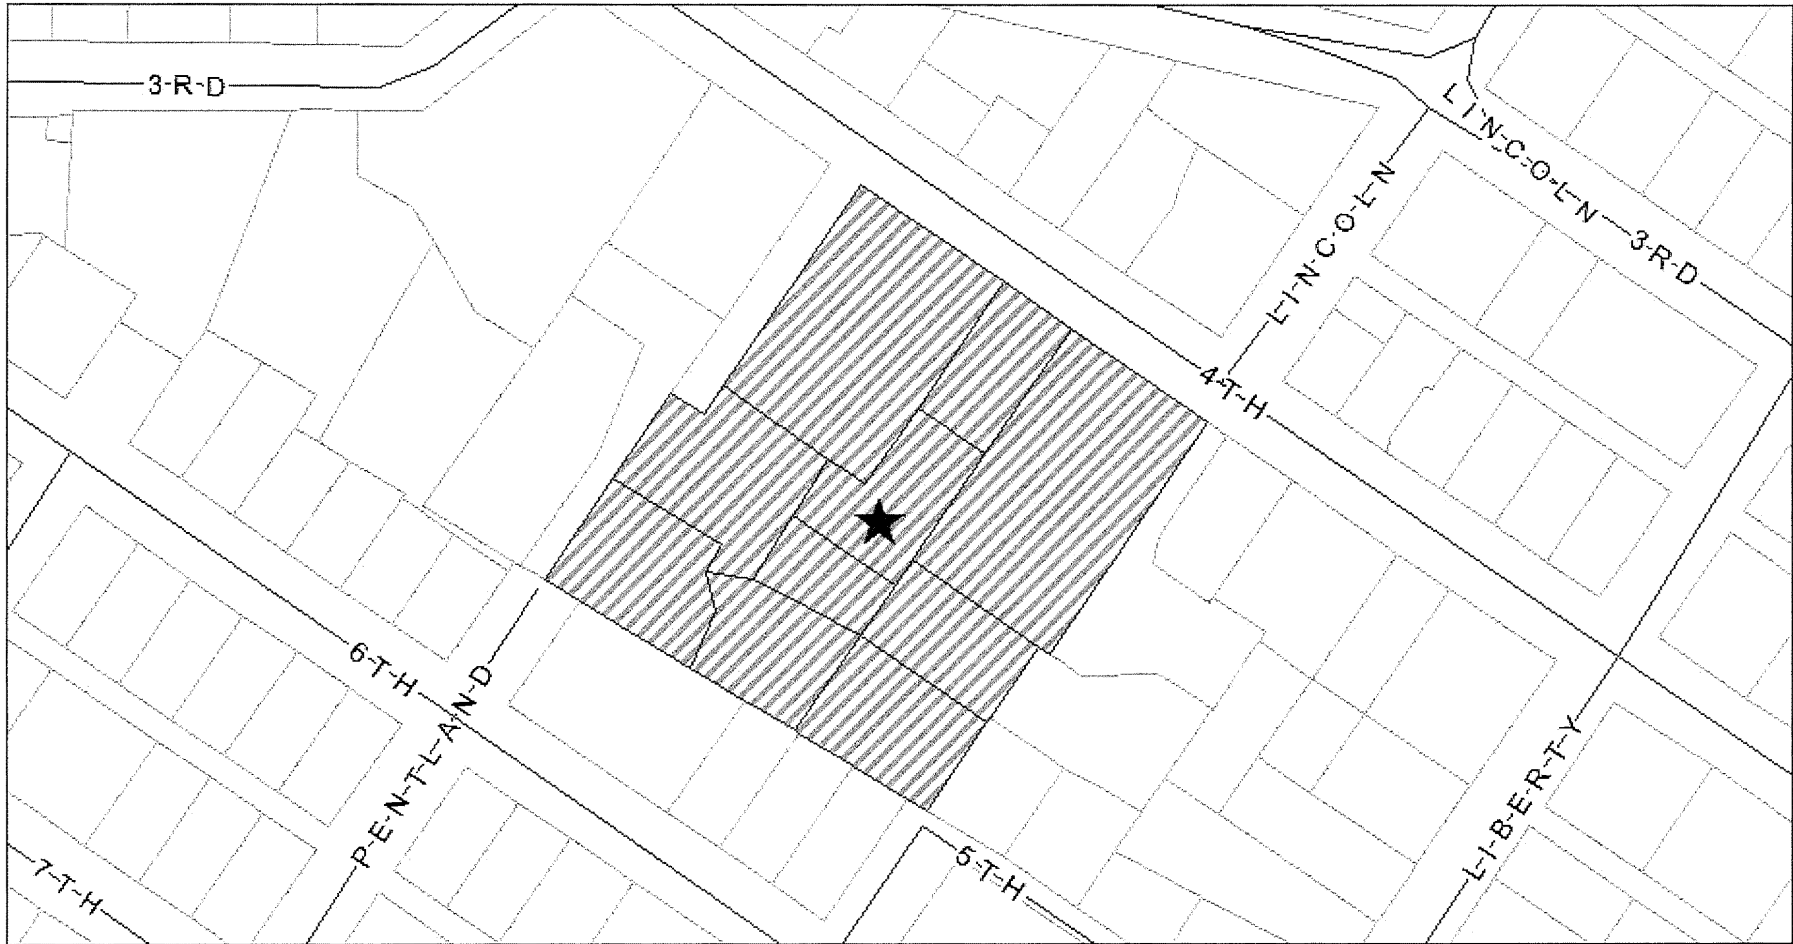 3-R-D
L-I-N-C-O-L-N
3-R-D
L-I-N-C-O-L-N
4-T-H
6-T-H
P-E-N-T-L-A-N-D
L-I-B-E-R-T-Y
5-T-H
7-T-H